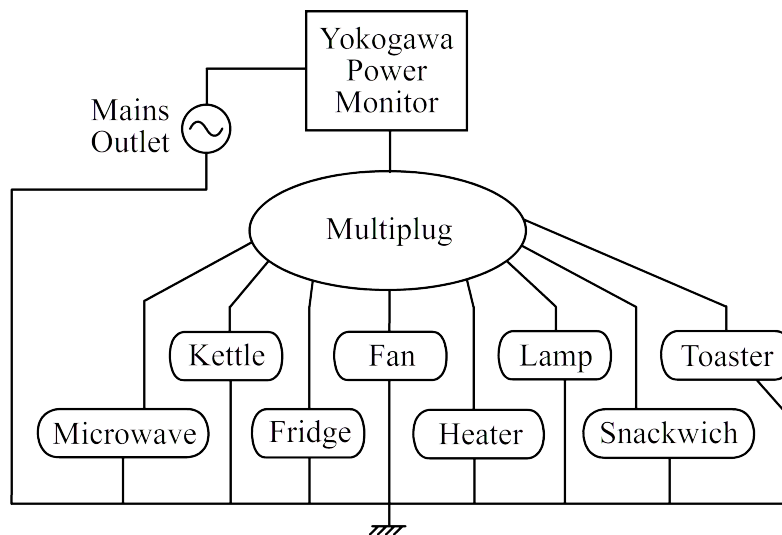 Yokogawa
Power
Monitor
Mains
Outlet
Multiplug
Kettle
Fan
Lamp
Toaster
Microwave
Fridge
Heater
Snackwich